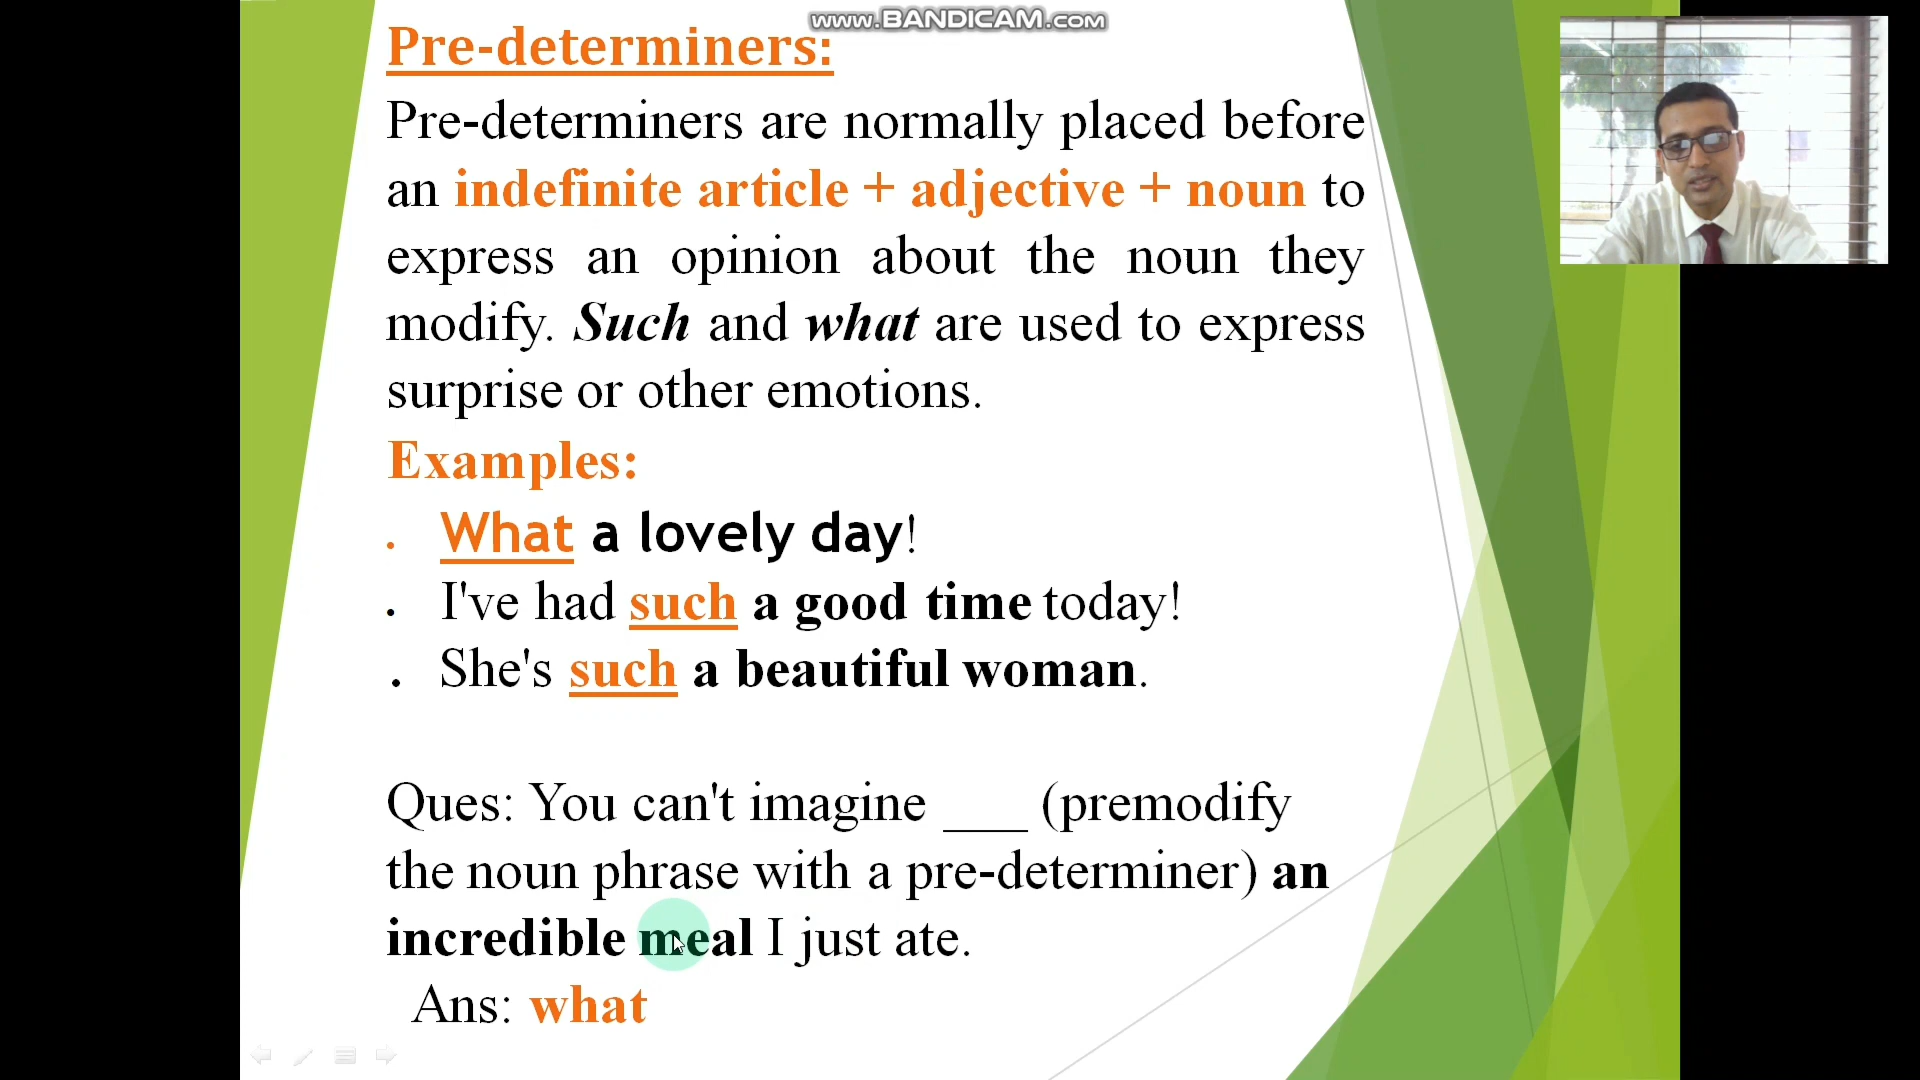 www.BANDICAM.com
Pre-determiners:
Pre-determiners are normally placed before
an indefinite article + adjective + noun to
express an opinion about the noun they
modify. Such and what are used to express
surprise or other emotions.
Examples:
• What a lovely day!
• I've had such a good time today!
• She's such a beautiful woman.
Ques: You can't imagine ___ (premodify
the noun phrase with a pre-determiner) an
incredible meal I just ate.
Ans: what